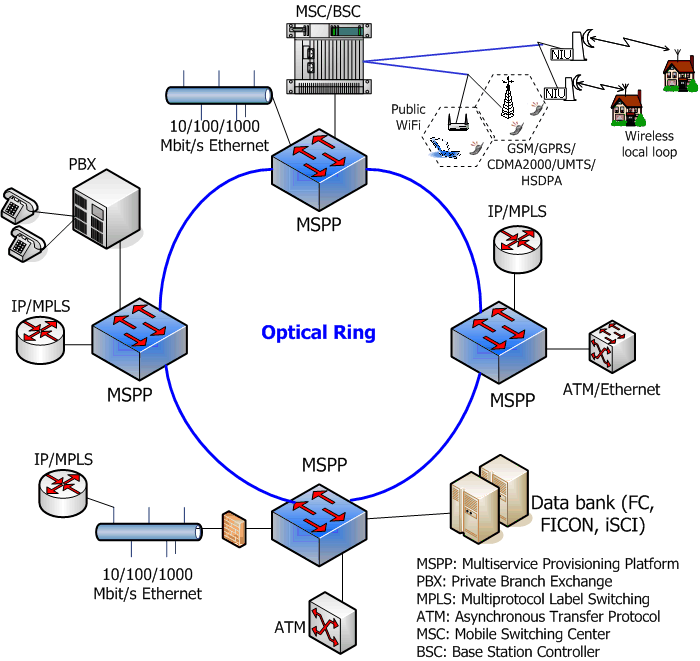 MSC/BSC
NIU
NIU
Public
WiFi
Wireless
local loop
GSM/GPRS/
CDMA2000/UMTS/
HSDPA
10/100/1000
Mbit/s Ethernet
MSPP
PBX
IP/MPLS
IP/MPLS
Optical Ring
MSPP
ATM/Ethernet
MSPP
IP/MPLS
MSPP
Data bank (FC,
FICON, iSCI)
10/100/1000
Mbit/s Ethernet
ATM
MSPP: Multiservice Provisioning Platform
PBX: Private Branch Exchange
MPLS: Multiprotocol Label Switching
ATM: Asynchronous Transfer Protocol
MSC: Mobile Switching Center
BSC: Base Station Controller